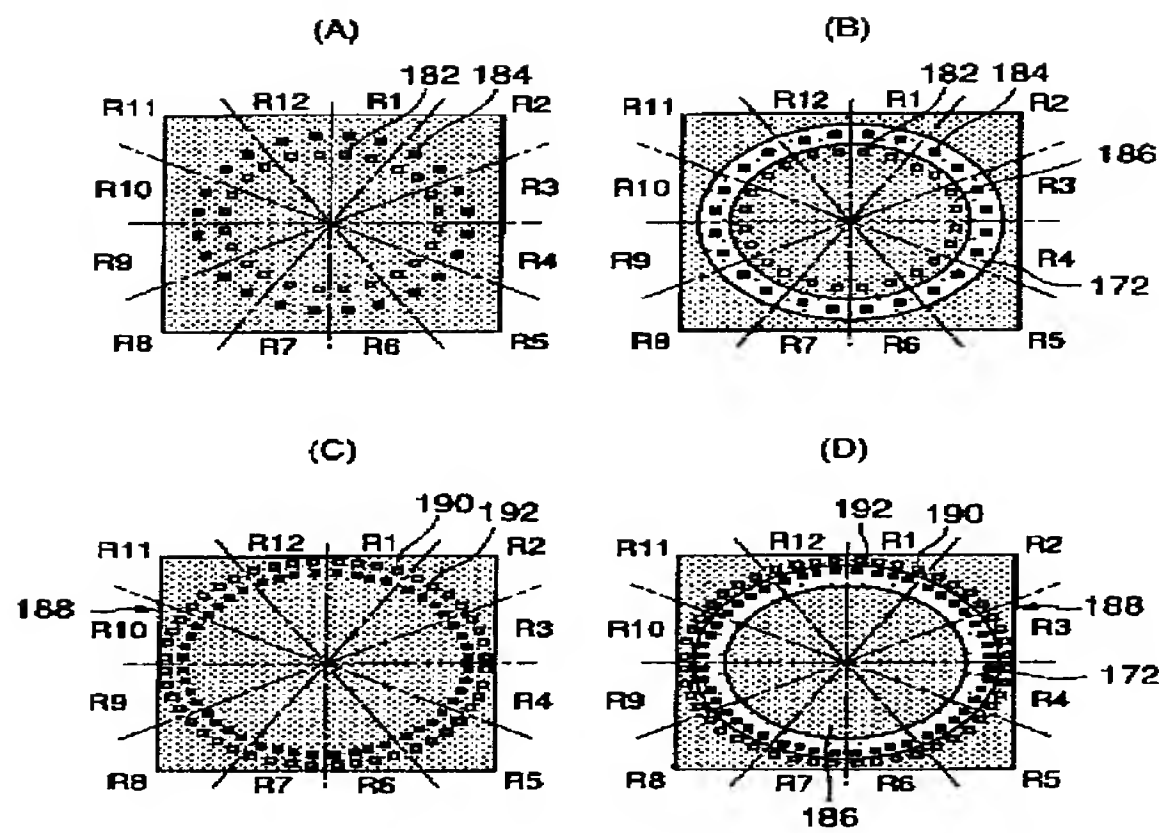 (A)
(B)
182 184
R11 R12 R1 R2
R10 R3
R9 R4
R8 R7 R6 R5
182 184
R11 R12 R1 R2
186
R10 R3
R9 R4
172
R8 R7 R6 R5
(C)
(D)
190 192
R11 R12 R1 R2
188
R10 R3
R9 R4
R8 R7 R6 R5
192 190
R11 R12 R1 R2
188
R10 R3
172
R9 R4
R8 R7 R6 R5
186